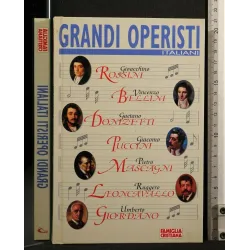 GRANDI OPERISTI
ITALIANI
Gioacchino
ROSSINI
Vincenzo
BELLINI
Gaetano
DONIZETTI
Giacomo
PUCCINI
Pietro
MASCAGNI
Ruggero
LEONCAVALLO
Umberto
GIORDANO
FAMIGLIA
CRISTIANA
GRANDI OPERISTI ITALIANI